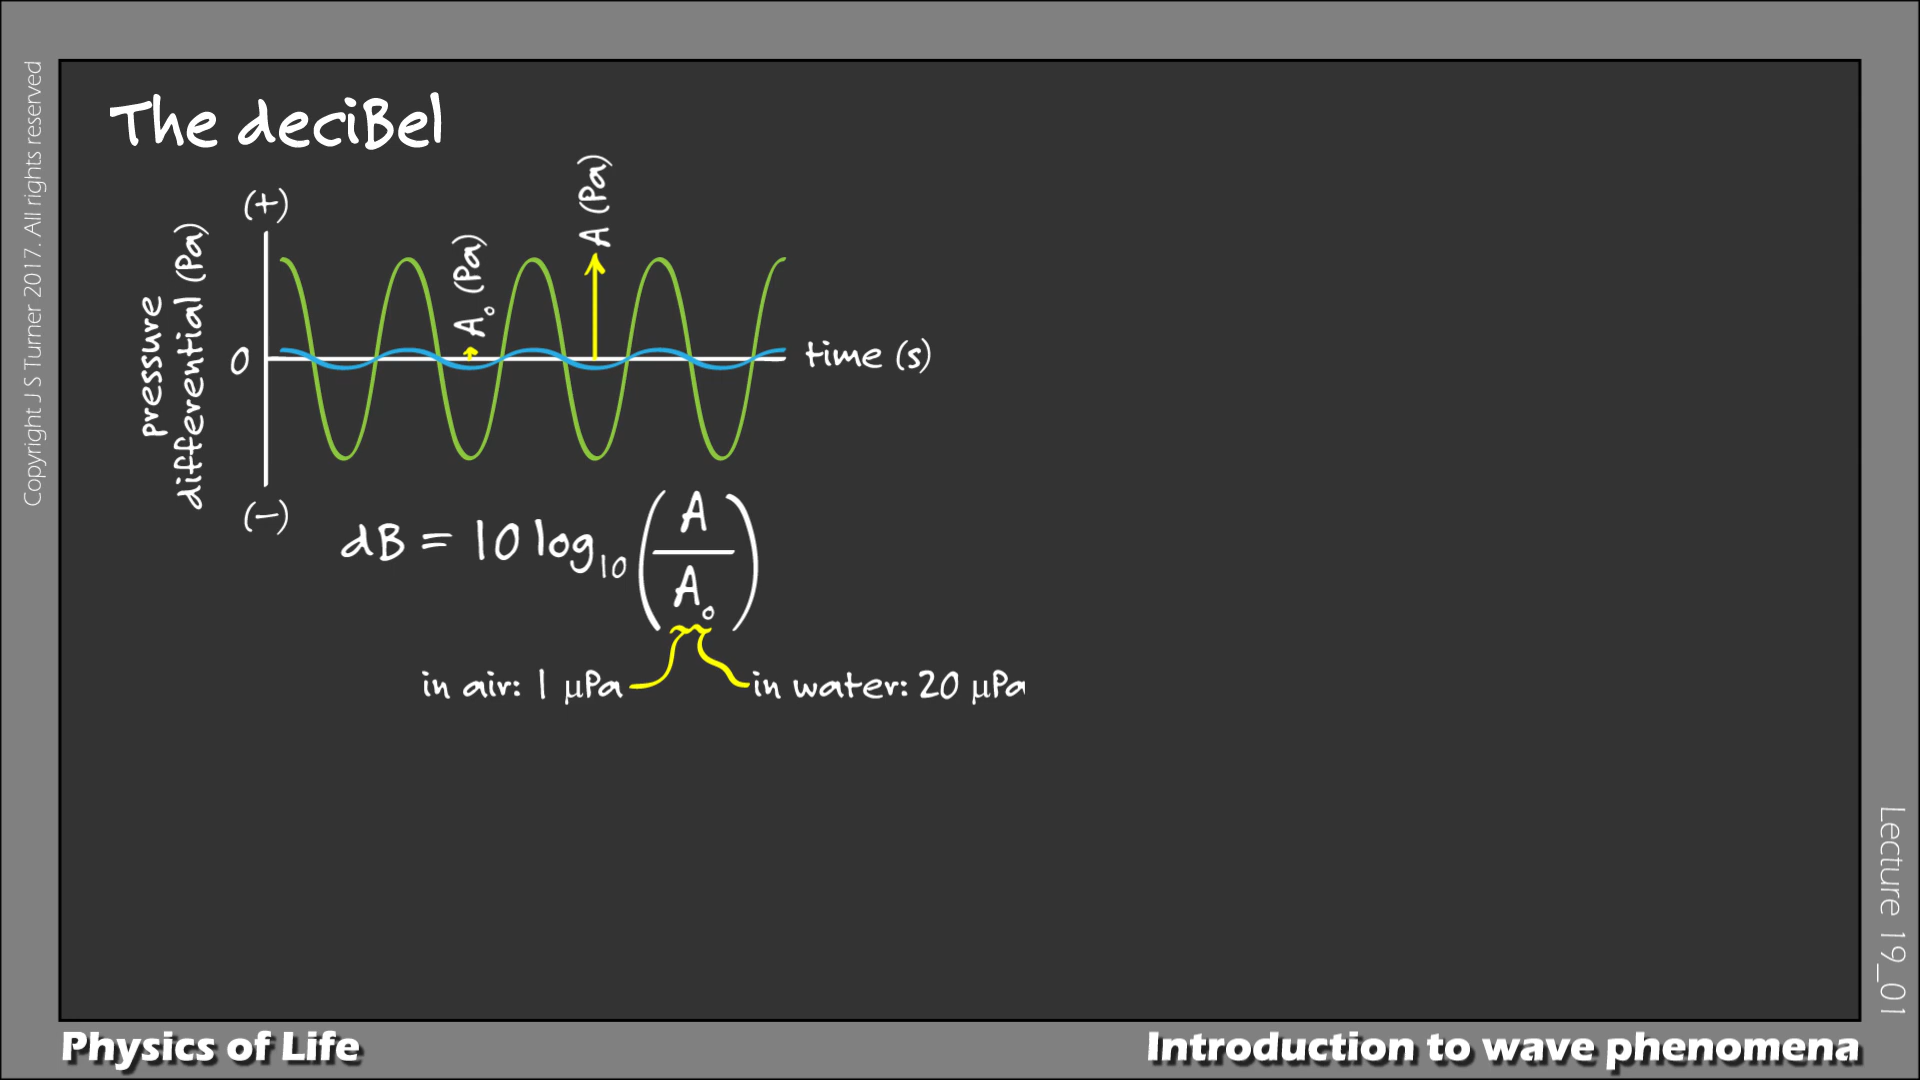 Copyright J S Turner 2017. All rights reserved
The deciBel
(+)
pressure
differential (Pa)
0
(−)
A₀ (Pa)
A (Pa)
time (s)
dB = 10 log₁₀ (A / A₀)
in air: 1 µPa
in water: 20 µPa
Lecture 19_01
Physics of Life
Introduction to wave phenomena